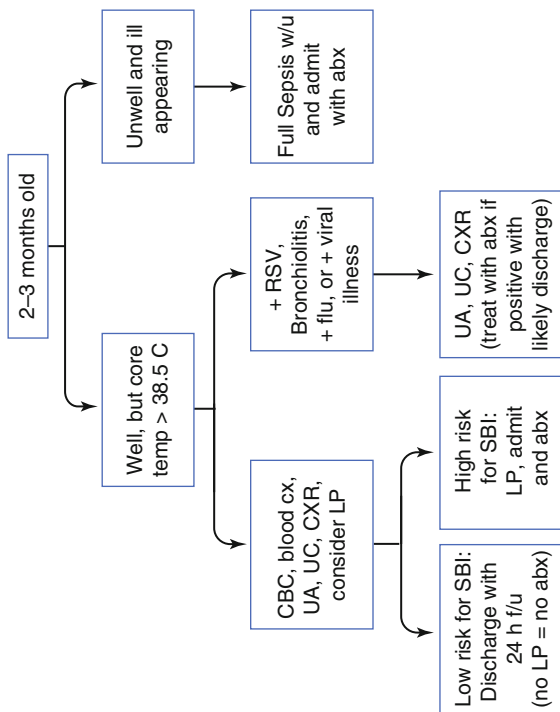 2–3 months old
Well, but core
temp > 38.5 C
Unwell and ill
appearing
CBC, blood cx,
UA, UC, CXR,
consider LP
+ RSV,
Bronchiolitis,
+ flu, or + viral
illness
Full Sepsis w/u
and admit
with abx
Low risk for SBI:
Discharge with
24 h f/u
(no LP = no abx)
High risk
for SBI:
LP, admit
and abx
UA, UC, CXR
(treat with abx if
positive with
likely discharge)